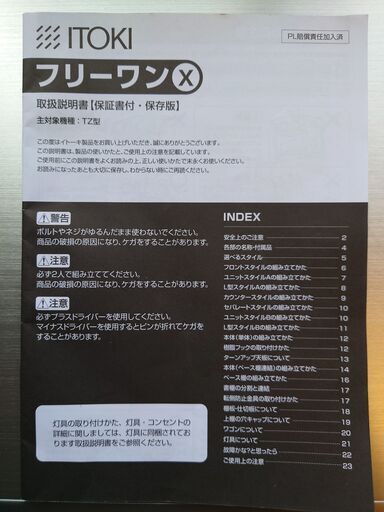 ITOKI
PL賠償責任加入済
フリーワンX
取扱説明書【保証書付・保存版】
主対象機種：TZ型
この度はイトーキ製品をお買い上げいただき、誠にありがとうございます。
この説明書は、製品の使いかたと、ご使用上の注意を記載しています。
ご使用前にこの説明書をよくお読みの上、正しい使いかたで末永くお使いください。
お読みになったあとも大切に保存し、わからない時に再読ください。
警告
ボルトやネジがゆるんだまま使わないでください。
商品の破損の原因になり、ケガをすることがあります。
注意
必ず2人で組み立ててください。
商品の破損の原因になり、ケガをすることがあります。
注意
必ずプラスドライバーを使用してください。
マイナスドライバーを使用するとピンが折れてケガを
することがあります。
灯具の取り付けかた、灯具・コンセントの
詳細に関しましては、灯具に同梱されて
おります取扱説明書をご参照ください。
INDEX
安全上のご注意 2
各部の名称・付属品 4
選べるスタイル 5
フロントスタイルの組み立てかた 6
ユニットスタイルAの組み立てかた 7
L型スタイルAの組み立てかた 8
カウンタースタイルの組み立てかた 9
セパレートスタイルの組み立てかた 10
ユニットスタイルBの組み立てかた 10
L型スタイルBの組み立てかた 11
本体（単体）の組み立てかた 12
樹脂フックの取り付けかた 12
ターンアップ天板について 13
本体（ベース棚連結）の組み立てかた 14
ベース棚の組み立てかた 16
書棚の分割と連結 17
転倒防止金具の取り付けかた 17
棚板・仕切板について 18
上棚の穴キャップについて 19
ワゴンについて 20
灯具について 21
故障かな?と思ったら 22
ご使用上の注意 23